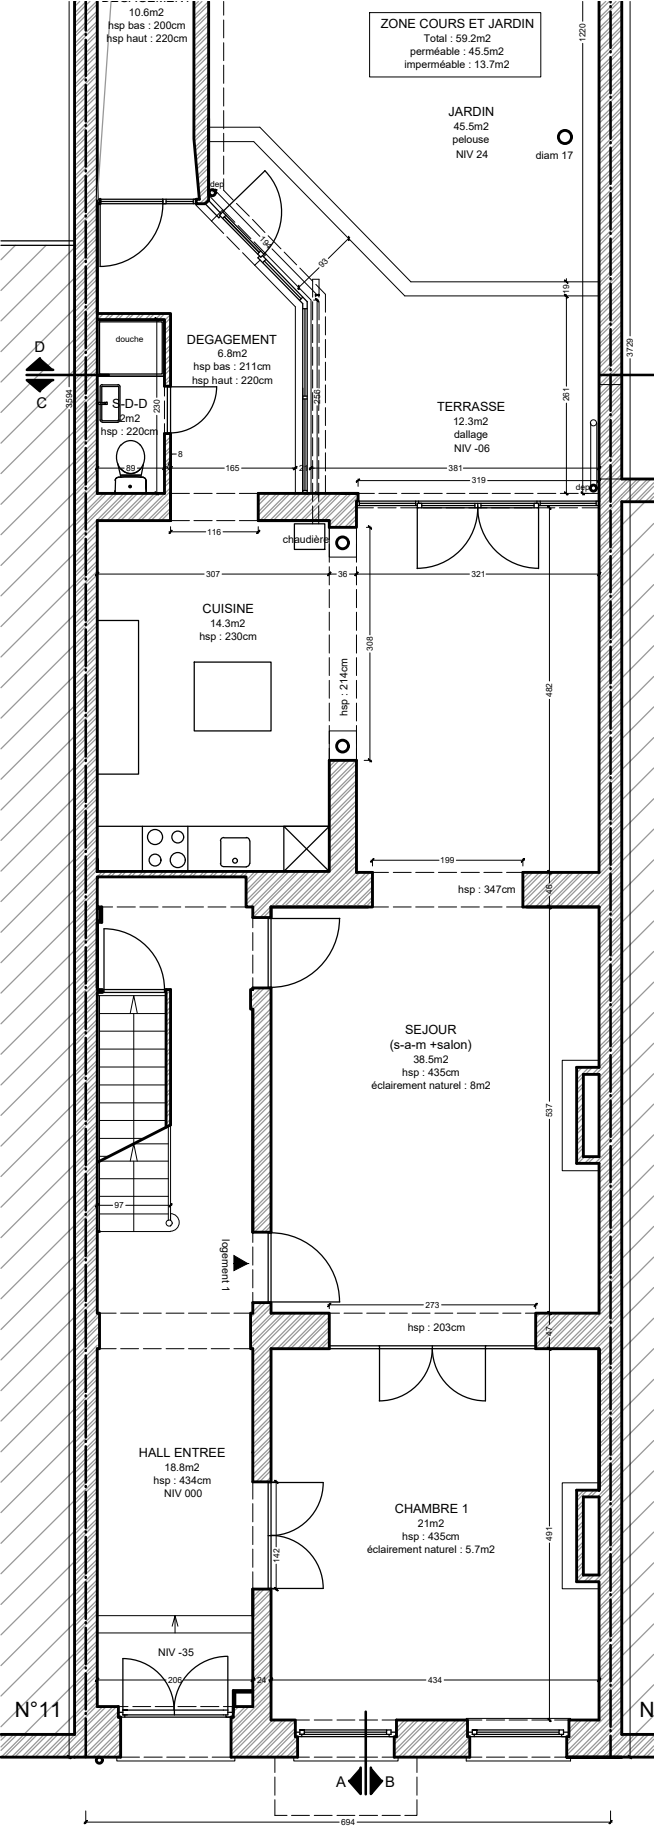 10.6m2
hsp bas : 200cm
hsp haut : 220cm
ZONE COURS ET JARDIN
Total : 59.2m2
perméable : 45.5m2
imperméable : 13.7m2
1220
JARDIN
45.5m2
pelouse
NIV 24
diam 17
dep
194
93
19
D
C
3594
3729
douche
DEGAGEMENT
6.8m2
hsp bas : 211cm
hsp haut : 220cm
S-D-D
2m2
hsp : 220cm
230
258
261
TERRASSE
12.3m2
dallage
NIV -06
8
89
165
21
381
319
dep
116
chaudière
307
36
321
CUISINE
14.3m2
hsp : 230cm
308
hsp : 214cm
482
199
hsp : 347cm
46
SEJOUR
(s-a-m +salon)
38.5m2
hsp : 435cm
éclairement naturel : 8m2
537
97
logement 1
273
hsp : 203cm
47
HALL ENTREE
18.8m2
hsp : 434cm
NIV 000
CHAMBRE 1
21m2
hsp : 435cm
éclairement naturel : 5.7m2
491
142
NIV -35
206
24
434
N°11
N
A
B
694